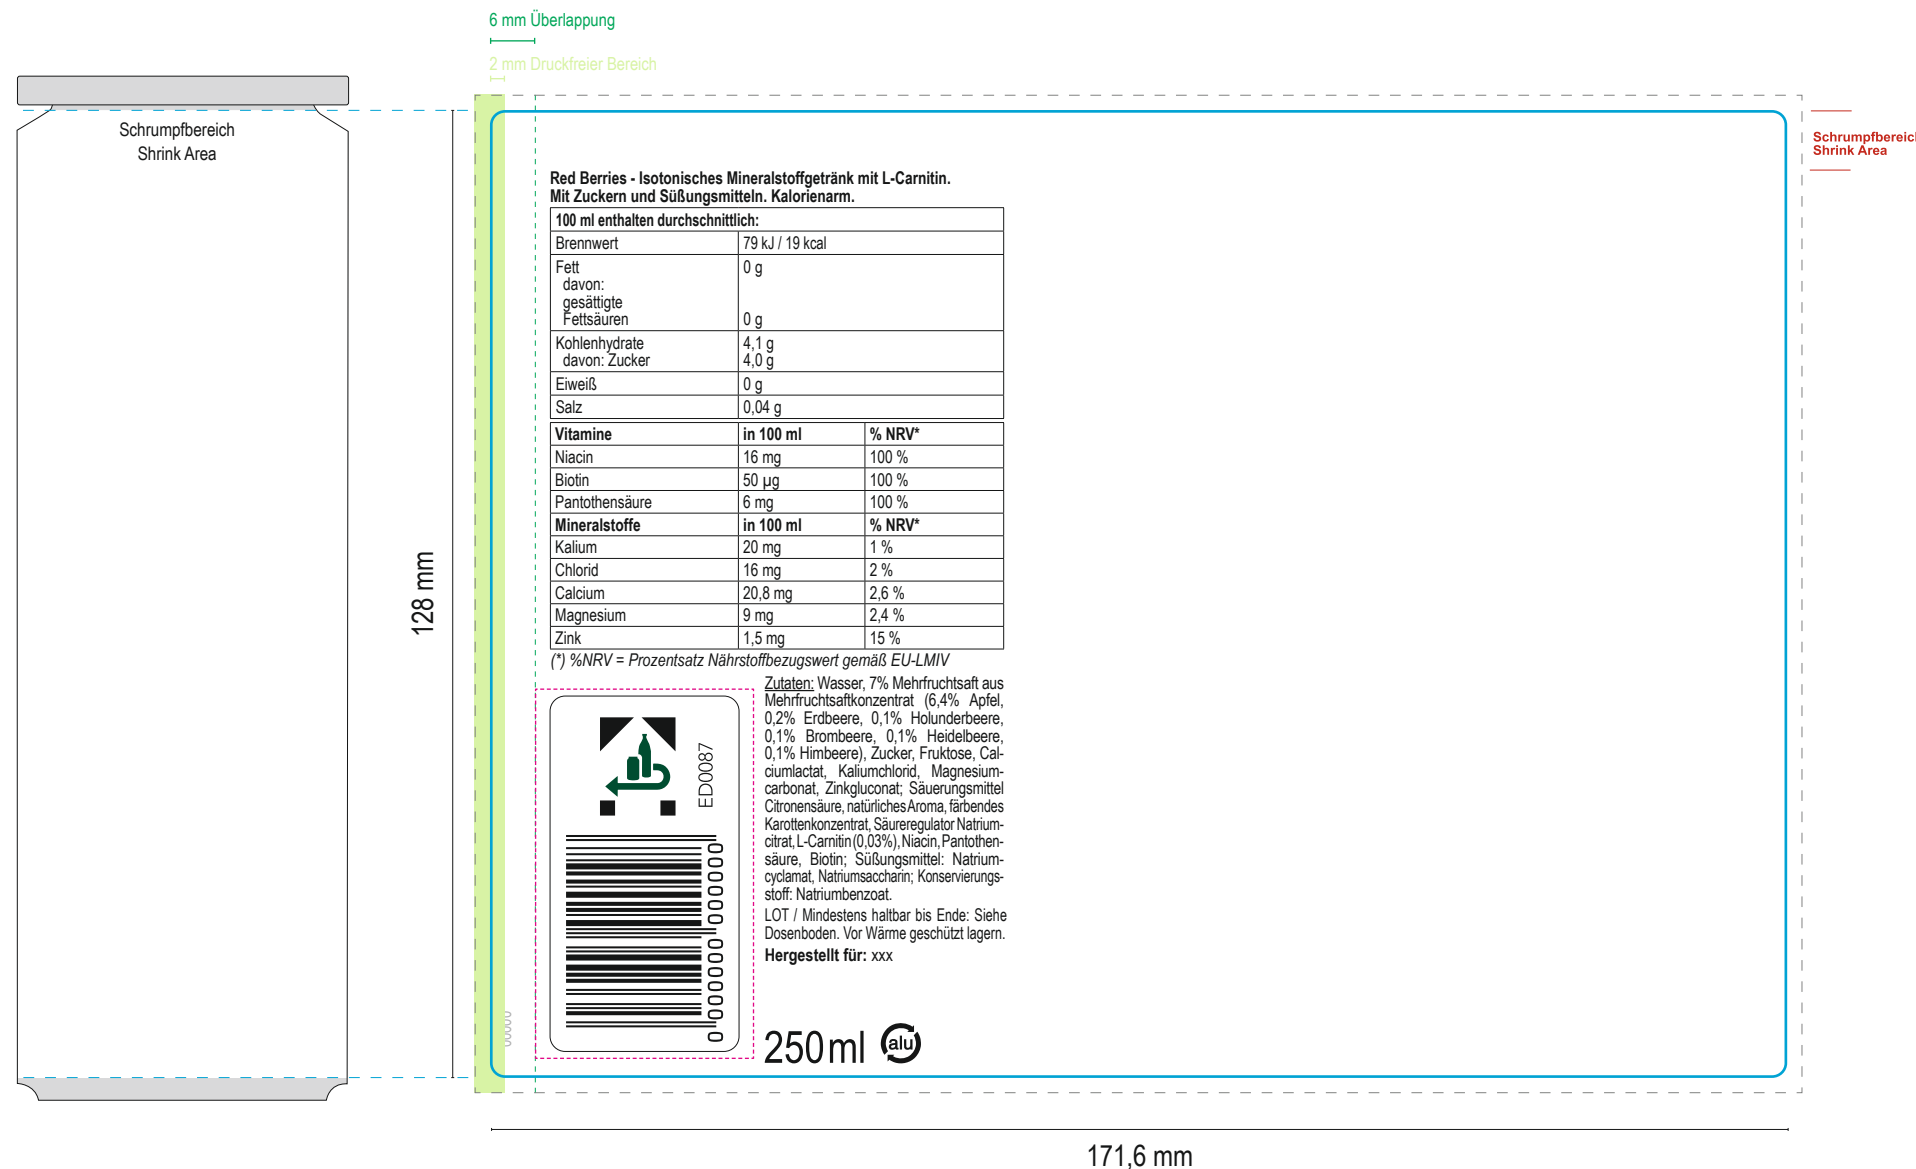 6 mm Überlappung
2 mm Druckfreier Bereich
Schrumpfbereich
Shrink Area
Schrumpfbereich
Shrink Area
128 mm
Red Berries - Isotonisches Mineralstoffgetränk mit L-Carnitin.
Mit Zuckern und Süßungsmitteln. Kalorienarm.
100 ml enthalten durchschnittlich:
Brennwert 79 kJ / 19 kcal
Fett 0 g
davon:
gesättigte
Fettsäuren 0 g
Kohlenhydrate 4,1 g
davon: Zucker 4,0 g
Eiweiß 0 g
Salz 0,04 g
Vitamine in 100 ml % NRV*
Niacin 16 mg 100 %
Biotin 50 µg 100 %
Pantothensäure 6 mg 100 %
Mineralstoffe in 100 ml % NRV*
Kalium 20 mg 1 %
Chlorid 16 mg 2 %
Calcium 20,8 mg 2,6 %
Magnesium 9 mg 2,4 %
Zink 1,5 mg 15 %
(*) %NRV = Prozentsatz Nährstoffbezugswert gemäß EU-LMIV
Zutaten: Wasser, 7% Mehrfruchtsaft aus
Mehrfruchtsaftkonzentrat (6,4% Apfel,
0,2% Erdbeere, 0,1% Holunderbeere,
0,1% Brombeere, 0,1% Heidelbeere,
0,1% Himbeere), Zucker, Fruktose, Cal-
ciumlactat, Kaliumchlorid, Magnesium-
carbonat, Zinkgluconat; Säuerungsmittel
Citronensäure, natürliches Aroma, färbendes
Karottenkonzentrat, Säureregulator Natrium-
citrat, L-Carnitin (0,03%), Niacin, Pantothen-
säure, Biotin; Süßungsmittel: Natrium-
cyclamat, Natriumsaccharin; Konservierungs-
stoff: Natriumbenzoat.
LOT / Mindestens haltbar bis Ende: Siehe
Dosenboden. Vor Wärme geschützt lagern.
Hergestellt für: xxx
ED0087
0 000000 000000
250 ml
alu
171,6 mm